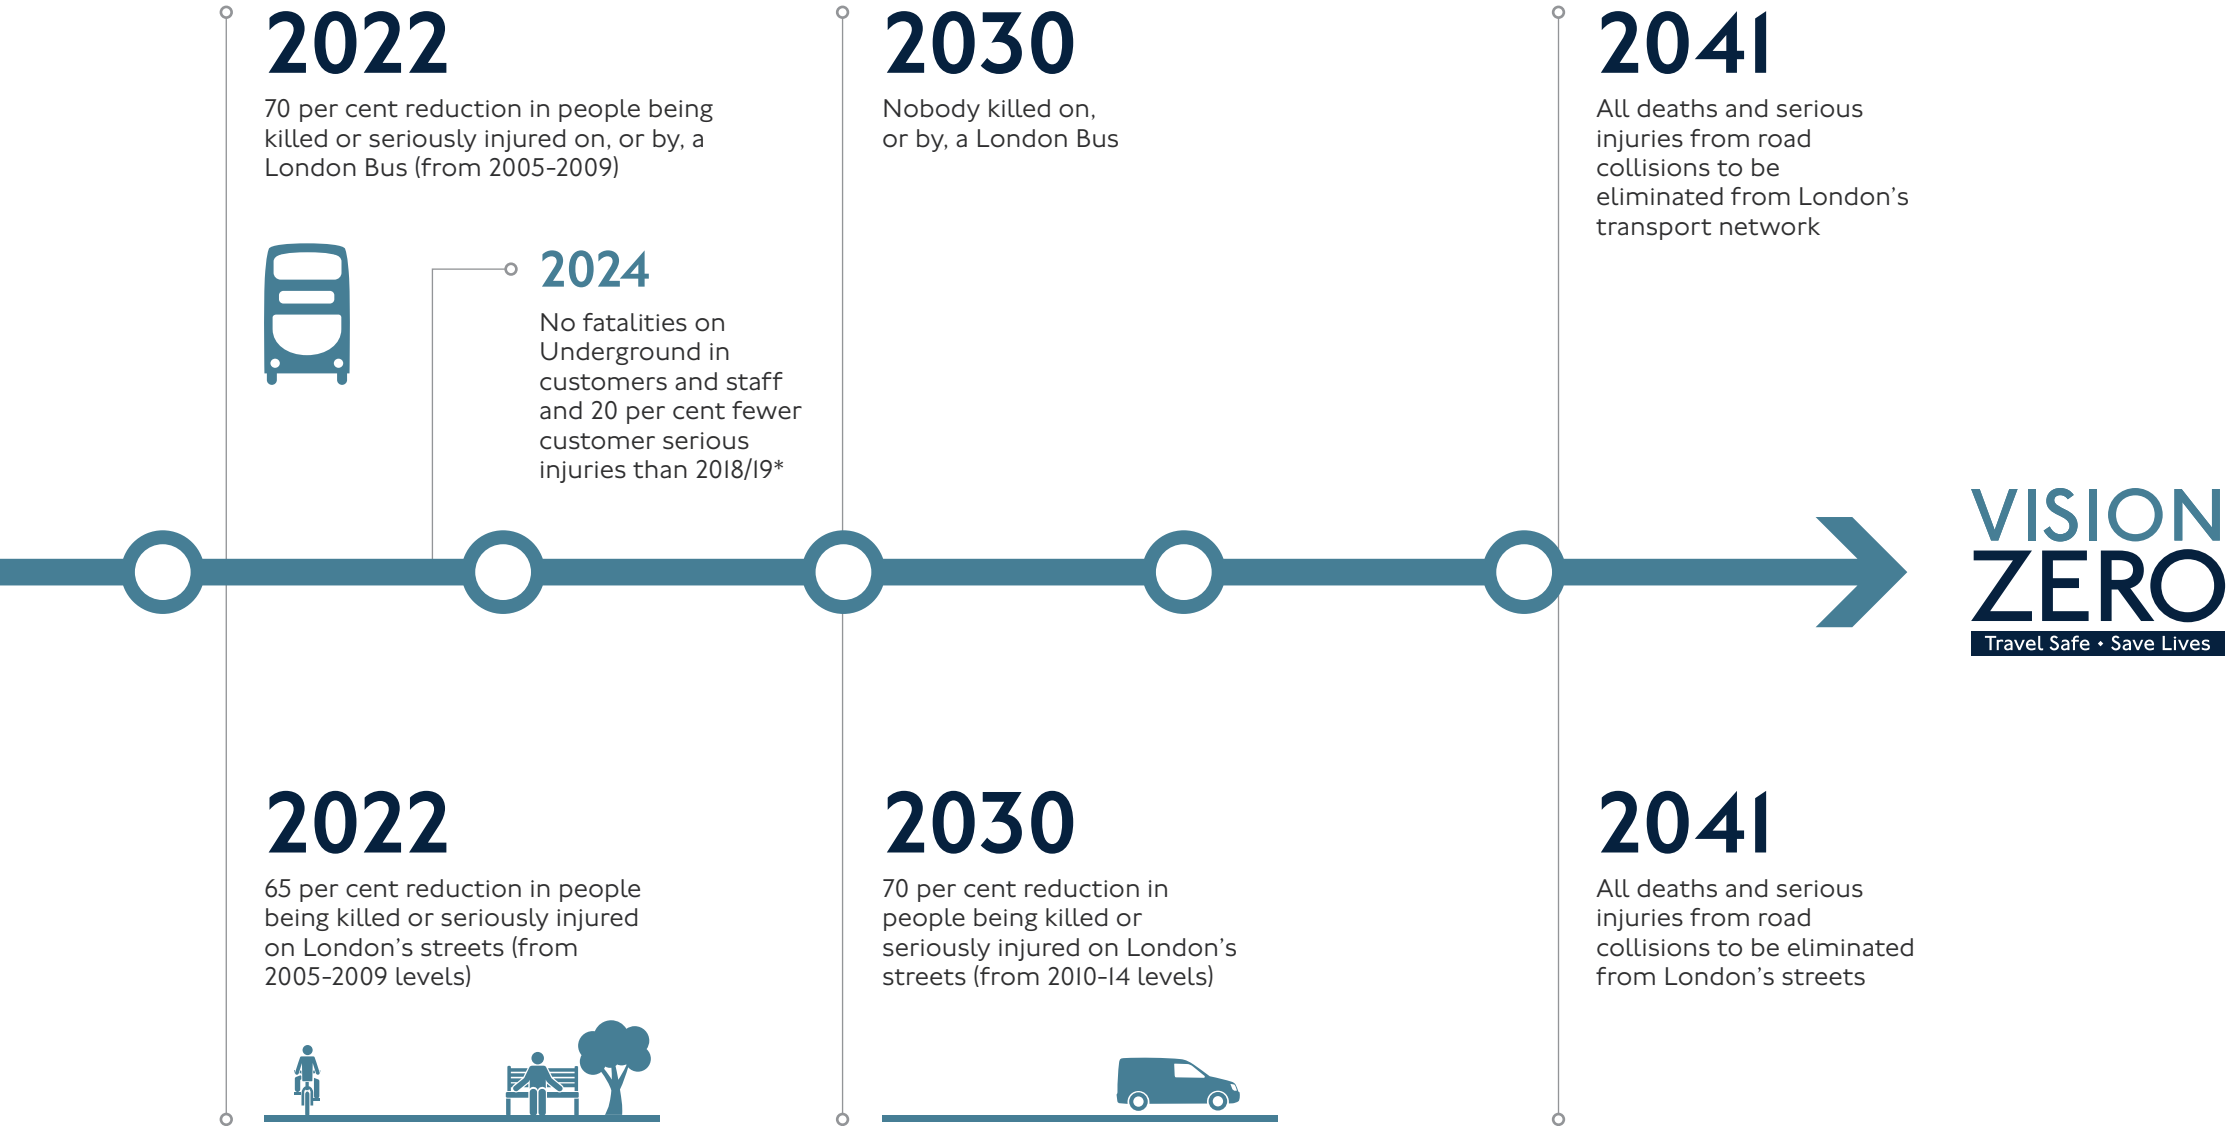 2022
70 per cent reduction in people being
killed or seriously injured on, or by, a
London Bus (from 2005-2009)
2024
No fatalities on
Underground in
customers and staff
and 20 per cent fewer
customer serious
injuries than 2018/19*
2030
Nobody killed on,
or by, a London Bus
2041
All deaths and serious
injuries from road
collisions to be
eliminated from London’s
transport network
VISION
ZERO
Travel Safe • Save Lives
2022
65 per cent reduction in people
being killed or seriously injured
on London’s streets (from
2005-2009 levels)
2030
70 per cent reduction in
people being killed or
seriously injured on London’s
streets (from 2010-14 levels)
2041
All deaths and serious
injuries from road
collisions to be eliminated
from London’s streets